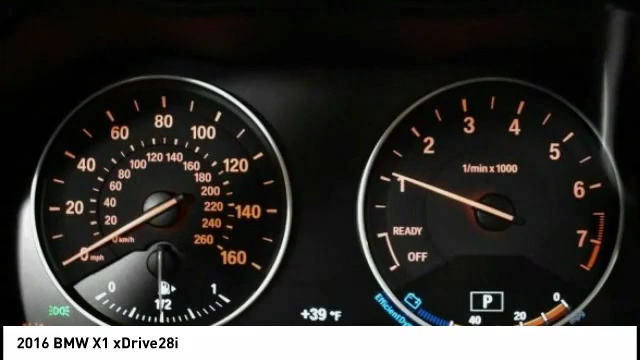 60 80 100
40 120
20 140
0 mph 160
100 120 140
80 160
60 180
40 200
20 220
0 km/h 240
260
0 1
172
+39 °F
1 2 3 4 5 6 7
1/min x 1000
READY
OFF
P
40 20 0
2016 BMW X1 xDrive28i